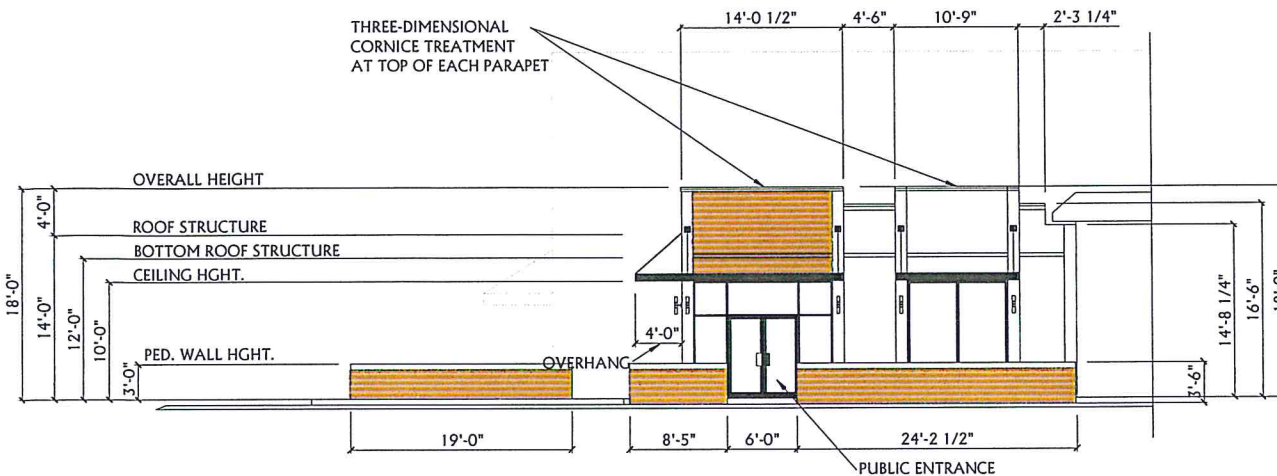 14'-0 1/2"
4'-6"
10'-9"
2'-3 1/4"
THREE-DIMENSIONAL
CORNICE TREATMENT
AT TOP OF EACH PARAPET
OVERALL HEIGHT
ROOF STRUCTURE
BOTTOM ROOF STRUCTURE
CEILING HGHT.
PED. WALL HGHT.
18'-0"
4'-0"
14'-0"
12'-0"
10'-0"
3'-0"
4'-0"
OVERHANG
14'-8 1/4"
16'-6"
3'-6"
19'-0"
8'-5"
6'-0"
24'-2 1/2"
PUBLIC ENTRANCE